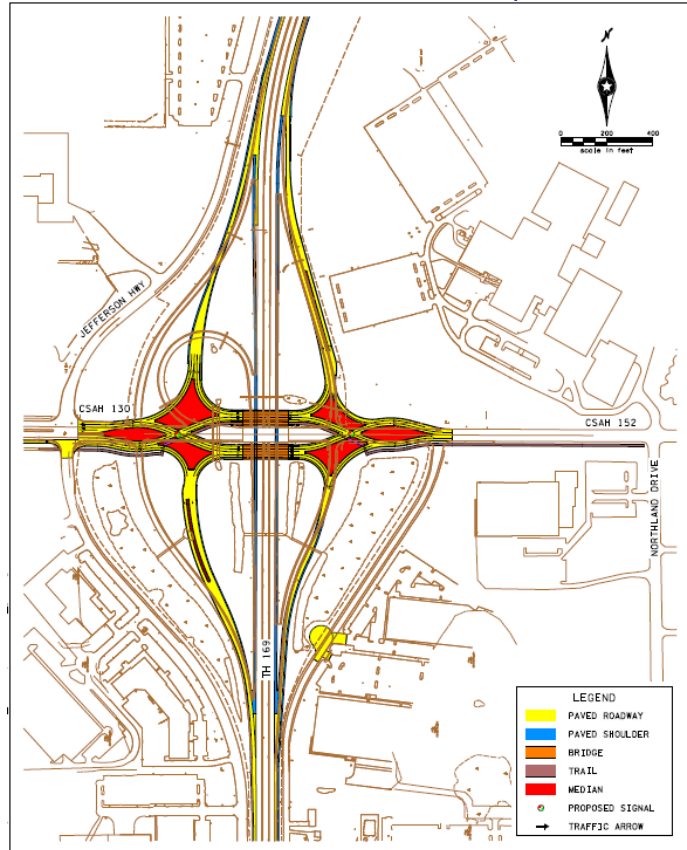 N
0 200 400
scale in feet
JEFFERSON HWY
CSAH 130
CSAH 152
NORTHLAND DRIVE
TH 169
LEGEND
PAVED ROADWAY
PAVED SHOULDER
BRIDGE
TRAIL
MEDIAN
PROPOSED SIGNAL
TRAFFIC ARROW